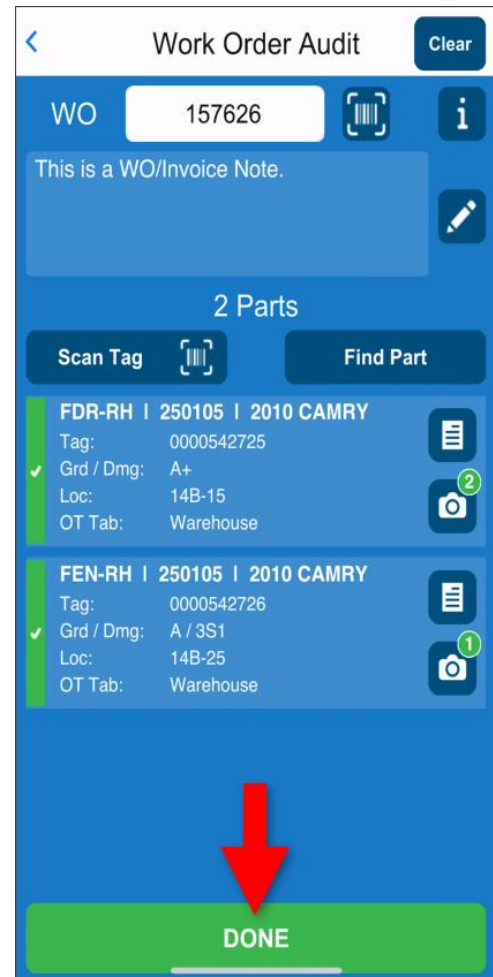 Work Order Audit
Clear
WO
157626
i
This is a WO/Invoice Note.
2 Parts
Scan Tag
Find Part
FDR-RH | 250105 | 2010 CAMRY
Tag: 0000542725
Grd / Dmg: A+
Loc: 14B-15
OT Tab: Warehouse
2
FEN-RH | 250105 | 2010 CAMRY
Tag: 0000542726
Grd / Dmg: A / 3S1
Loc: 14B-25
OT Tab: Warehouse
1
DONE